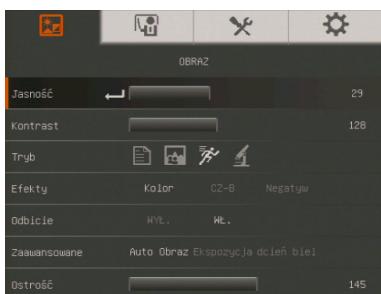 OBRAZ
Jasność 29
Kontrast 128
Tryb
Efekty Kolor CZ-B Negatyw
Odbicie WYŁ. WŁ.
Zaawansowane Auto Obraz Ekspozycja dcień biel
Ostrość 145